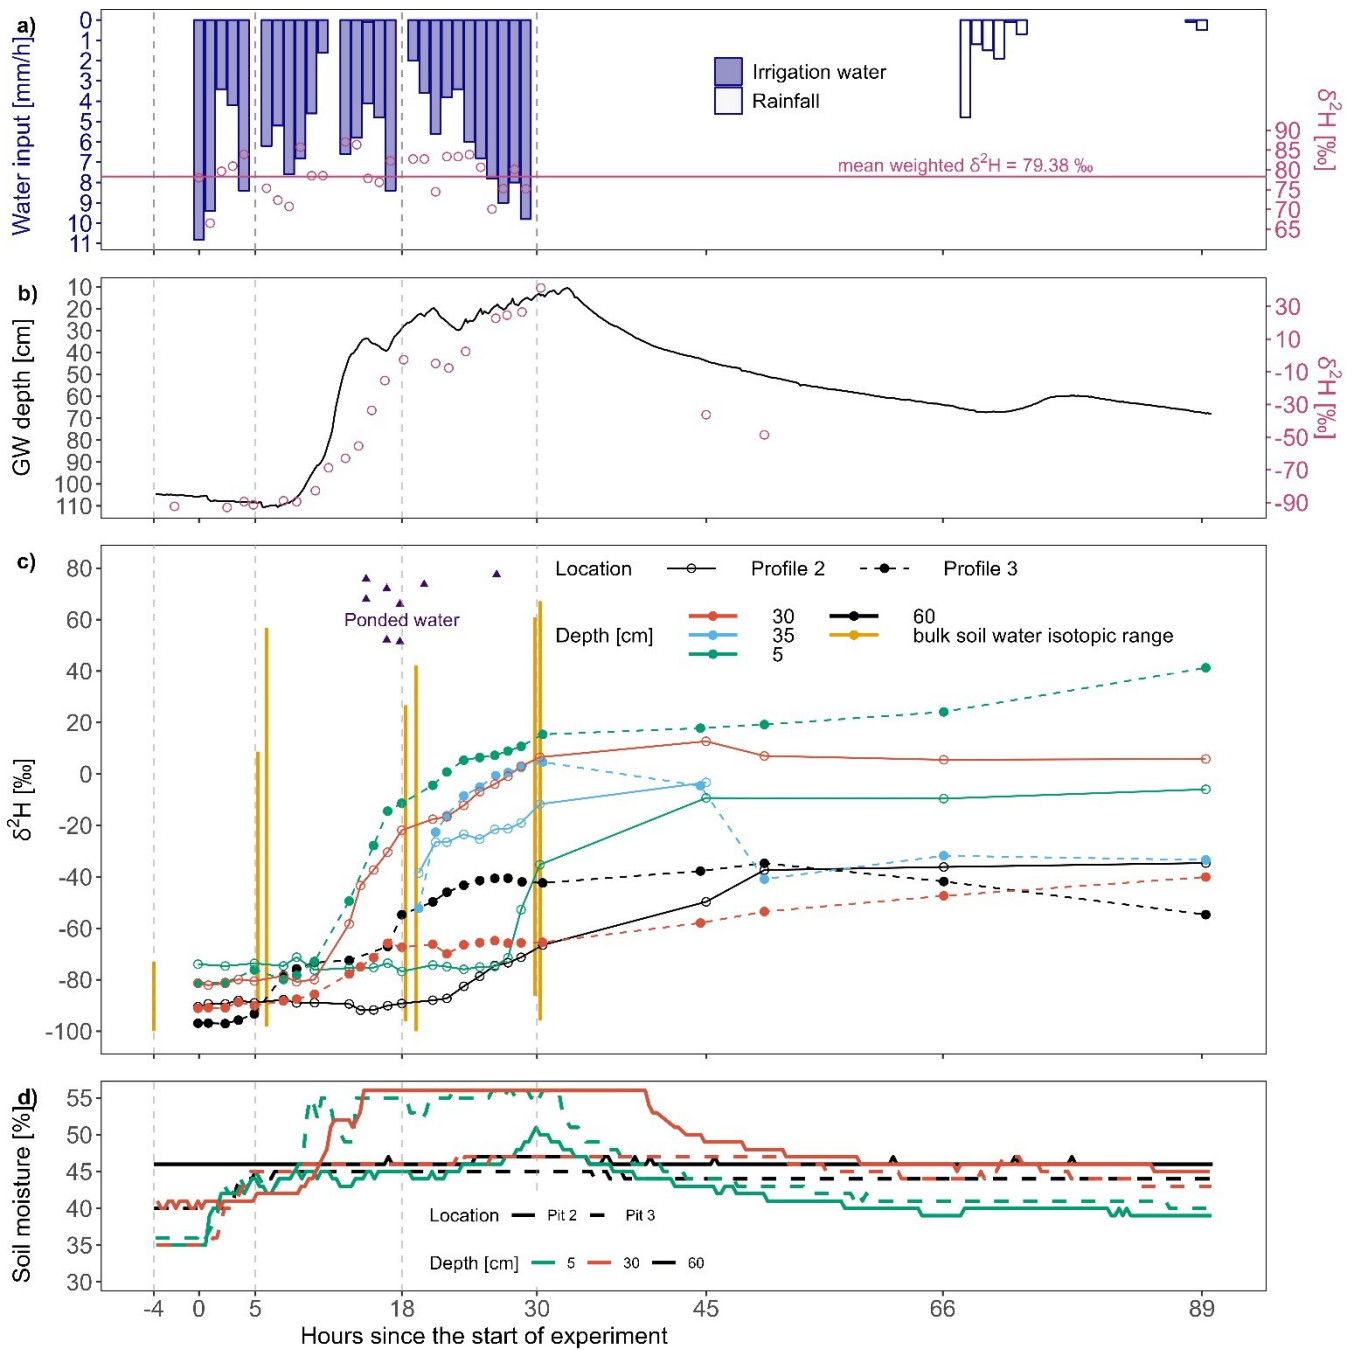 a)
Water input [mm/h]
0
1
2
3
4
5
6
7
8
9
10
11
Irrigation water
Rainfall
mean weighted δ²H = 79.38 ‰
90
85
80
75
70
65
δ²H [‰]
b)
GW depth [cm]
10
20
30
40
50
60
70
80
90
100
110
30
10
-10
-30
-50
-70
-90
δ²H [‰]
c)
δ²H [‰]
80
60
40
20
0
-20
-40
-60
-80
-100
Ponded water
Location Profile 2 Profile 3
Depth [cm]
30 60
35 bulk soil water isotopic range
5
d)
Soil moisture [%]
55
50
45
40
35
30
Location Pit 2 Pit 3
Depth [cm] 5 30 60
-4 0 5 18 30 45 66 89
Hours since the start of experiment